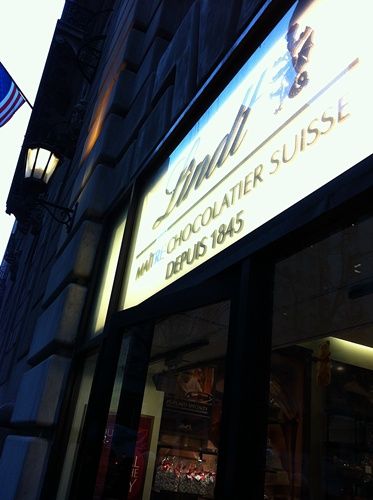 Lindt
MAÎTRE CHOCOLATIER SUISSE
DEPUIS 1845